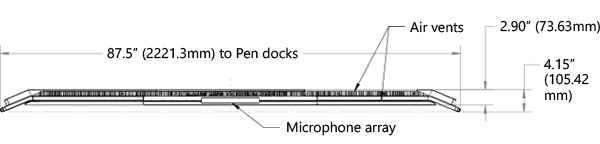 Air vents
2.90” (73.63mm)
87.5” (2221.3mm) to Pen docks
4.15”
(105.42
mm)
Microphone array